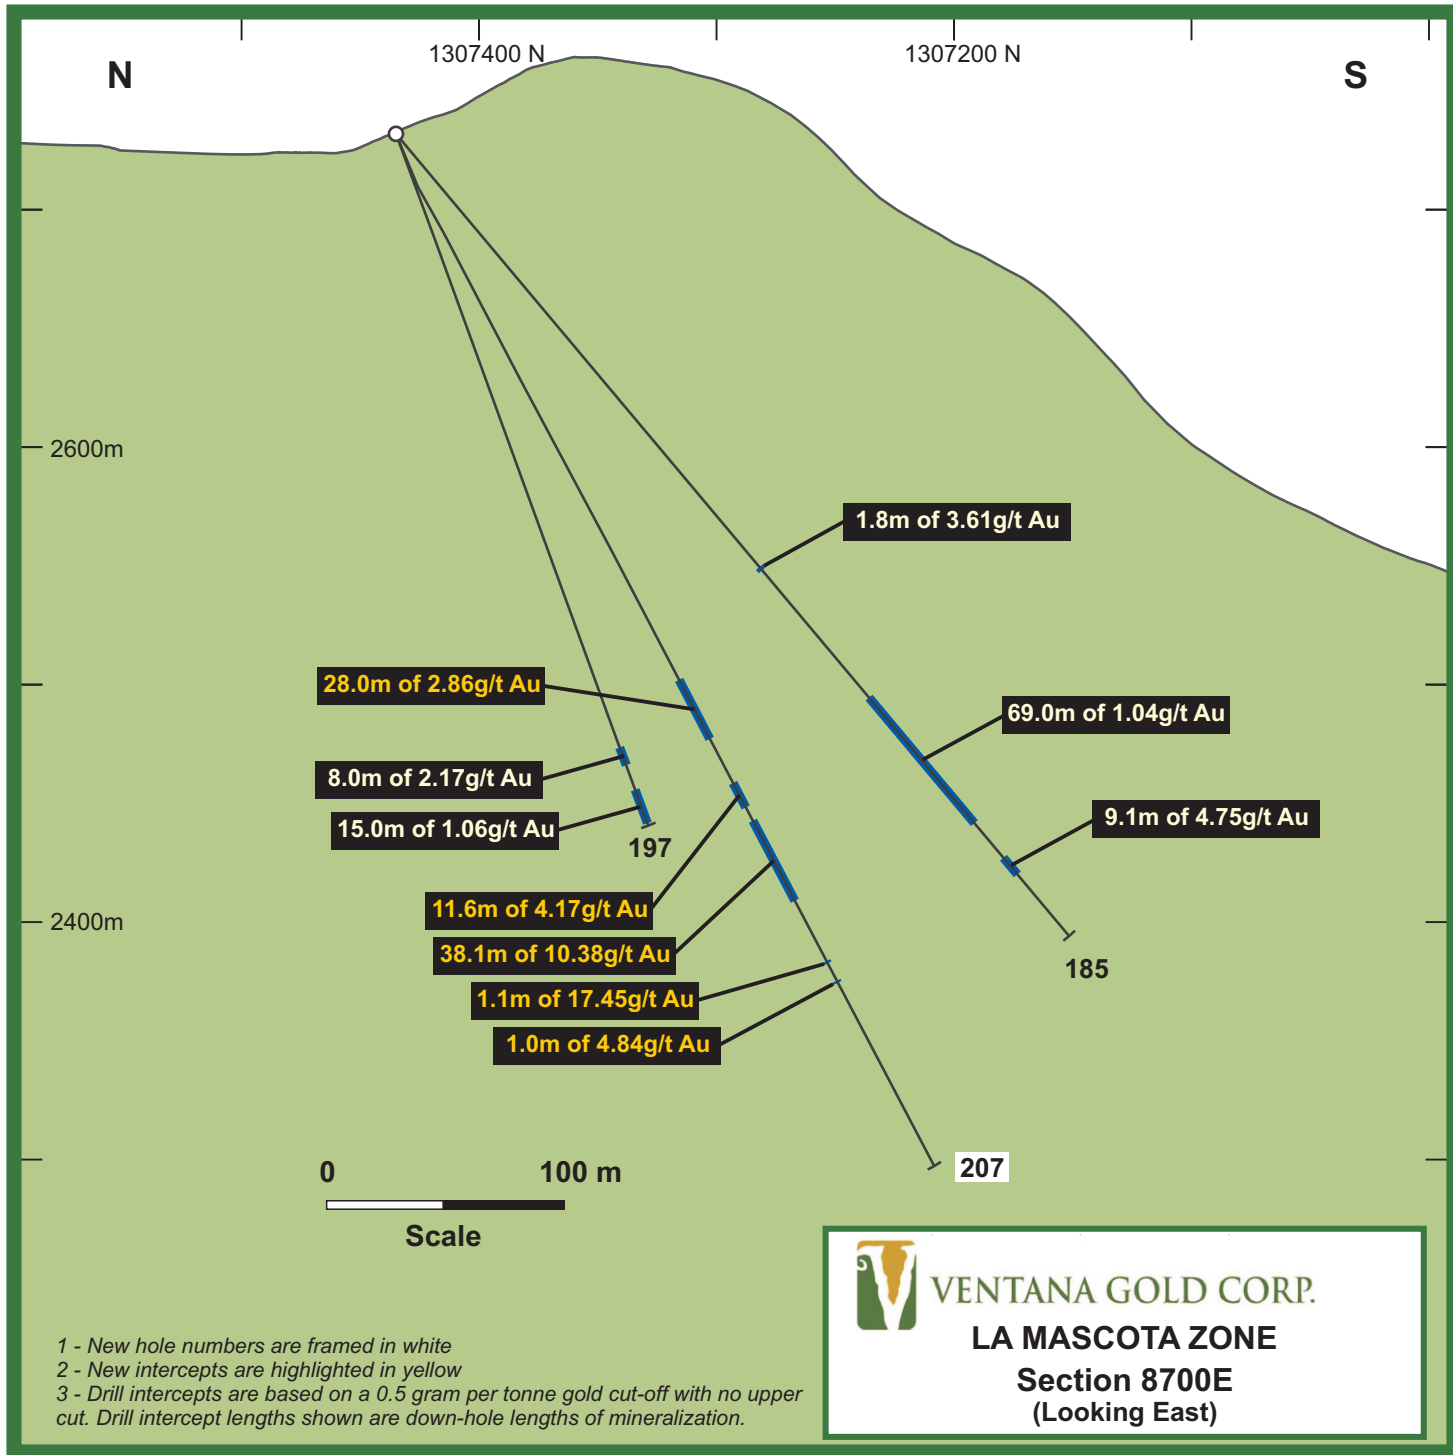 1307400 N
1307200 N
N
S
2600m
1.8m of 3.61g/t Au
28.0m of 2.86g/t Au
69.0m of 1.04g/t Au
8.0m of 2.17g/t Au
15.0m of 1.06g/t Au
9.1m of 4.75g/t Au
197
11.6m of 4.17g/t Au
2400m
38.1m of 10.38g/t Au
185
1.1m of 17.45g/t Au
1.0m of 4.84g/t Au
207
0 100 m
Scale
VENTANA GOLD CORP.
LA MASCOTA ZONE
Section 8700E
(Looking East)
1 - New hole numbers are framed in white
2 - New intercepts are highlighted in yellow
3 - Drill intercepts are based on a 0.5 gram per tonne gold cut-off with no upper
cut. Drill intercept lengths shown are down-hole lengths of mineralization.